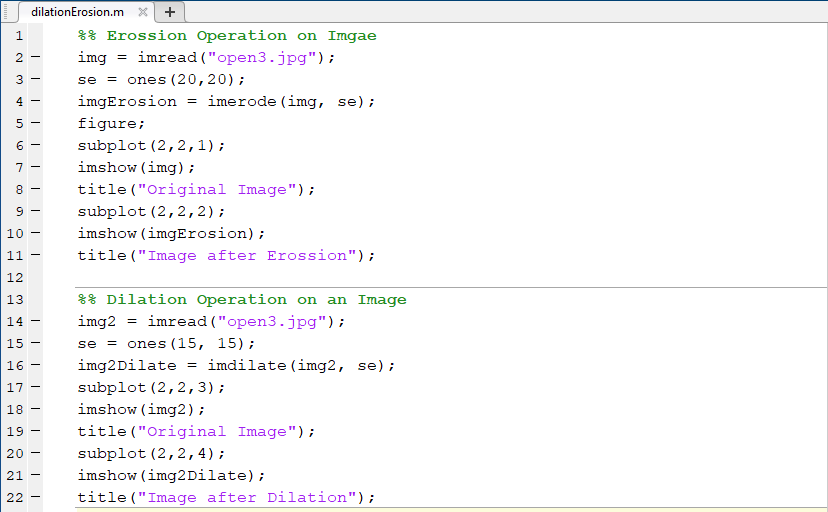 dilationErosion.m × +
1 %% Erossion Operation on Imgae
2 – img = imread("open3.jpg");
3 – se = ones(20,20);
4 – imgErosion = imerode(img, se);
5 – figure;
6 – subplot(2,2,1);
7 – imshow(img);
8 – title("Original Image");
9 – subplot(2,2,2);
10 – imshow(imgErosion);
11 – title("Image after Erossion");
12
13 %% Dilation Operation on an Image
14 – img2 = imread("open3.jpg");
15 – se = ones(15, 15);
16 – img2Dilate = imdilate(img2, se);
17 – subplot(2,2,3);
18 – imshow(img2);
19 – title("Original Image");
20 – subplot(2,2,4);
21 – imshow(img2Dilate);
22 – title("Image after Dilation");